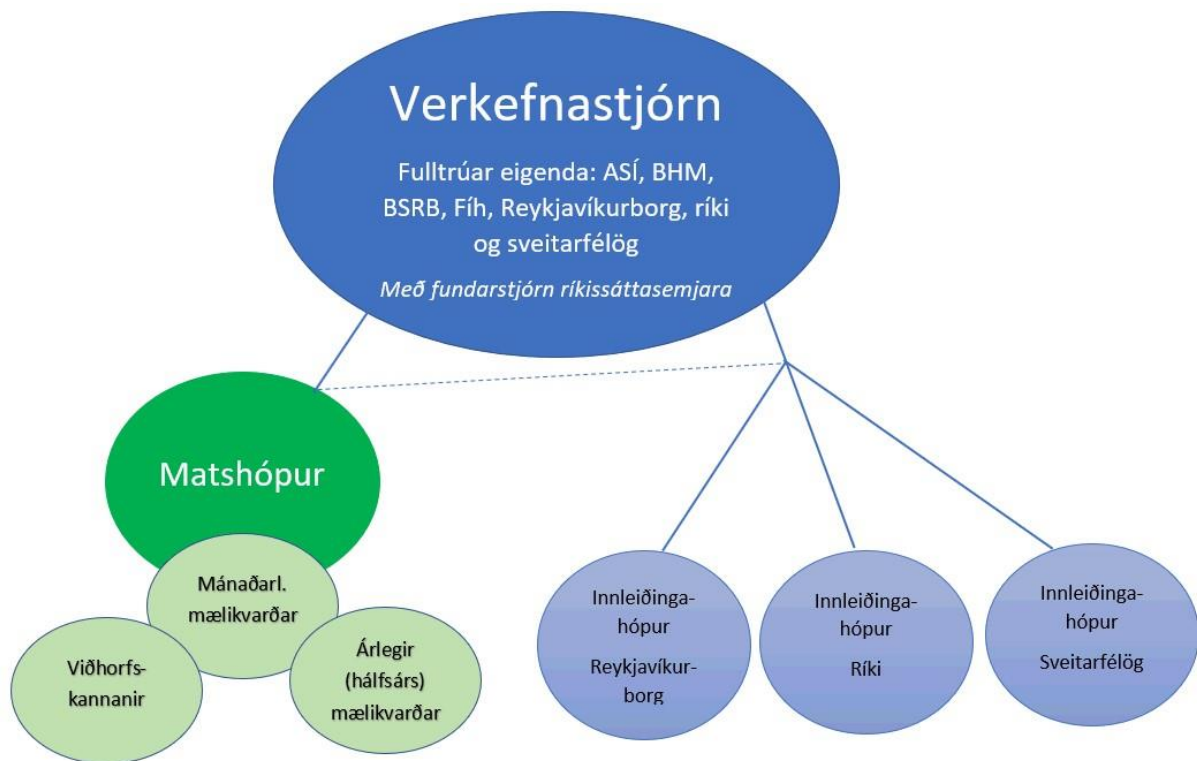 Verkefnastjórn
Fulltrúar eigenda: ASÍ, BHM,
BSRB, Fíh, Reykjavíkurborg, ríki
og sveitarfélög
Með fundarstjórn ríkissáttasemjara
Matshópur
Mánaðarl.
mælikvarðar
Viðhorfs-
kannanir
Árlegir
(hálfsárs)
mælikvarðar
Innleiðinga-
hópur
Reykjavíkur-
borg
Innleiðinga-
hópur
Ríki
Innleiðinga-
hópur
Sveitarfélög